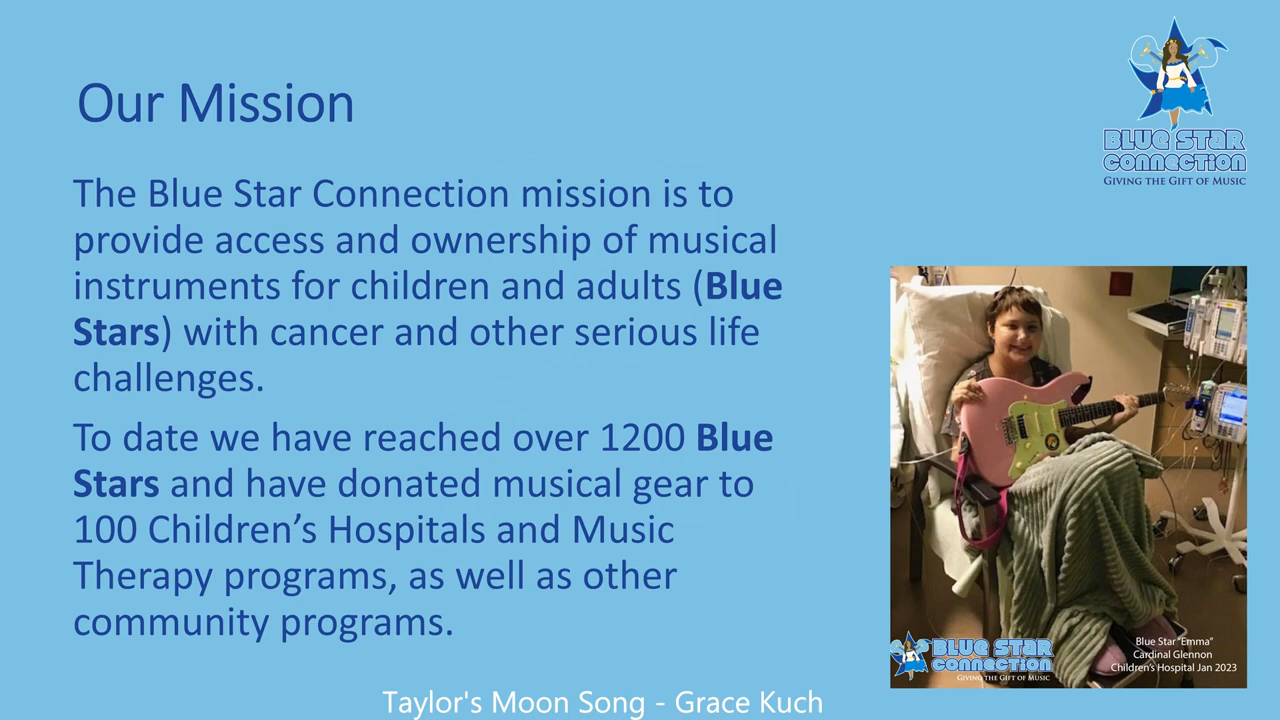 Our Mission
BLUE STAR
CONNECTION
GIVING THE GIFT OF MUSIC
The Blue Star Connection mission is to
provide access and ownership of musical
instruments for children and adults (Blue
Stars) with cancer and other serious life
challenges.
To date we have reached over 1200 Blue
Stars and have donated musical gear to
100 Children’s Hospitals and Music
Therapy programs, as well as other
community programs.
BLUE STAR
CONNECTION
GIVING THE GIFT OF MUSIC
Blue Star “Emma”
Cardinal Glennon
Children’s Hospital Jan 2023
Taylor's Moon Song - Grace Kuch